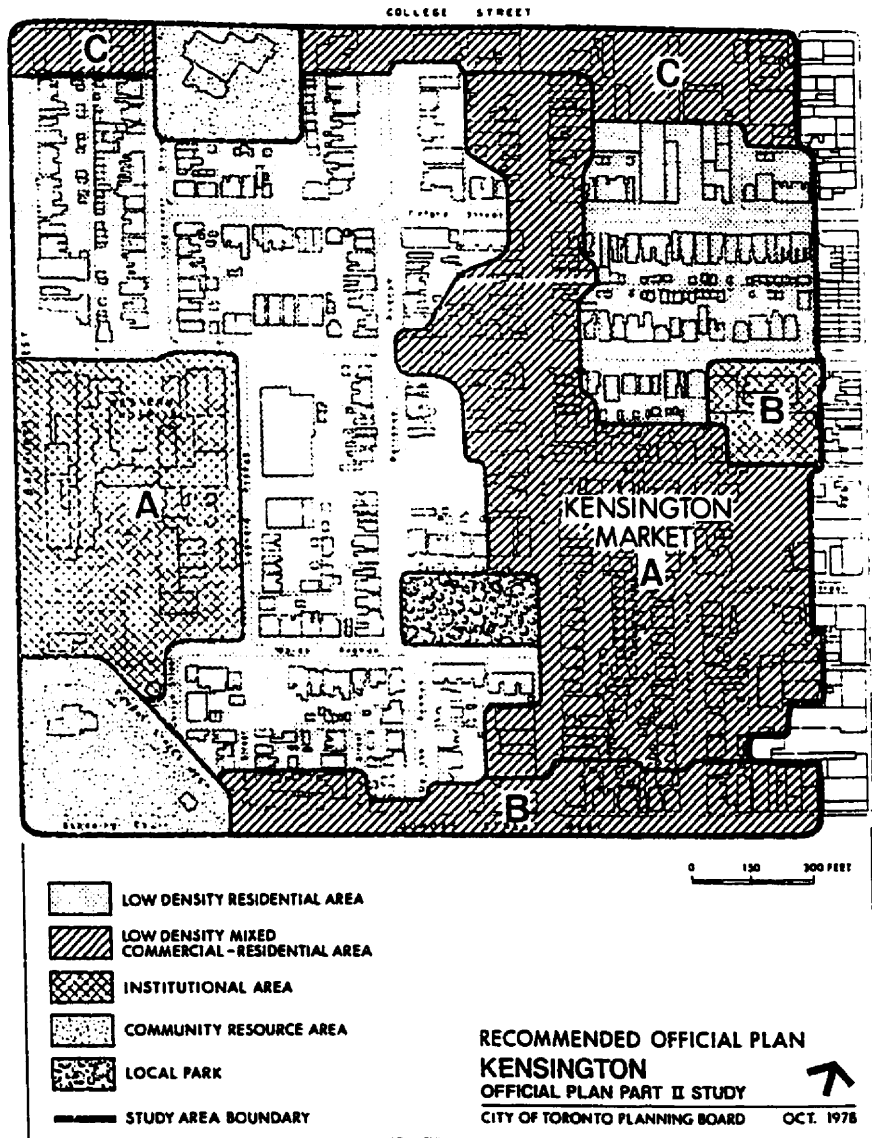 COLLEGE STREET
C
C
B
A
KENSINGTON
MARKET
A
B
0 150 300 FEET
LOW DENSITY RESIDENTIAL AREA
LOW DENSITY MIXED
COMMERCIAL-RESIDENTIAL AREA
INSTITUTIONAL AREA
COMMUNITY RESOURCE AREA
LOCAL PARK
STUDY AREA BOUNDARY
RECOMMENDED OFFICIAL PLAN
KENSINGTON
OFFICIAL PLAN PART II STUDY
CITY OF TORONTO PLANNING BOARD OCT. 1978